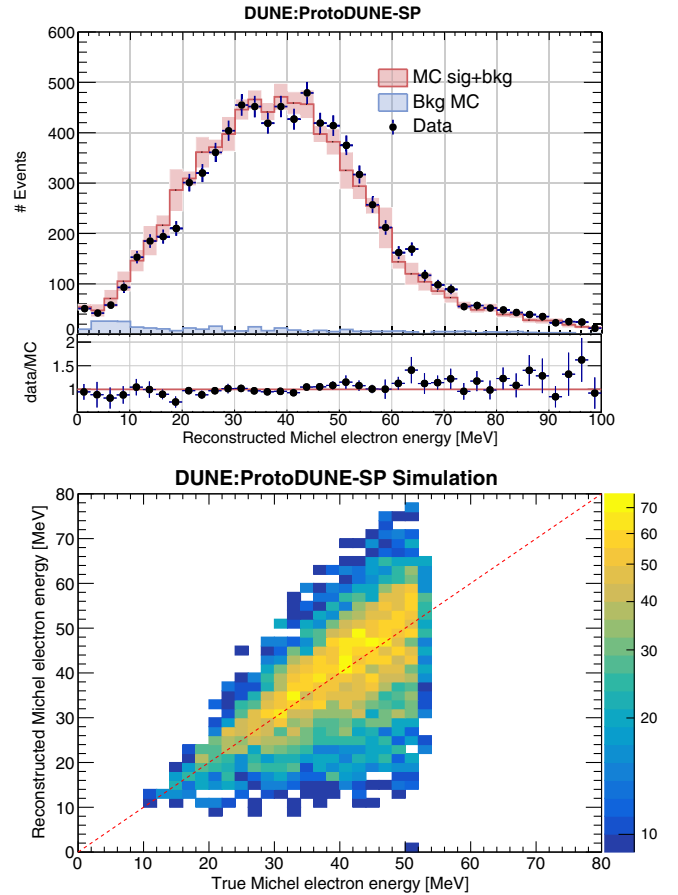 DUNE:ProtoDUNE-SP
600
500
400
300
200
100
0
# Events
MC sig+bkg
Bkg MC
Data
2
1.5
1
data/MC
0 10 20 30 40 50 60 70 80 90 100
Reconstructed Michel electron energy [MeV]
DUNE:ProtoDUNE-SP Simulation
80
70
60
50
40
30
20
10
0
Reconstructed Michel electron energy [MeV]
0 10 20 30 40 50 60 70 80
True Michel electron energy [MeV]
70
60
50
40
30
20
10